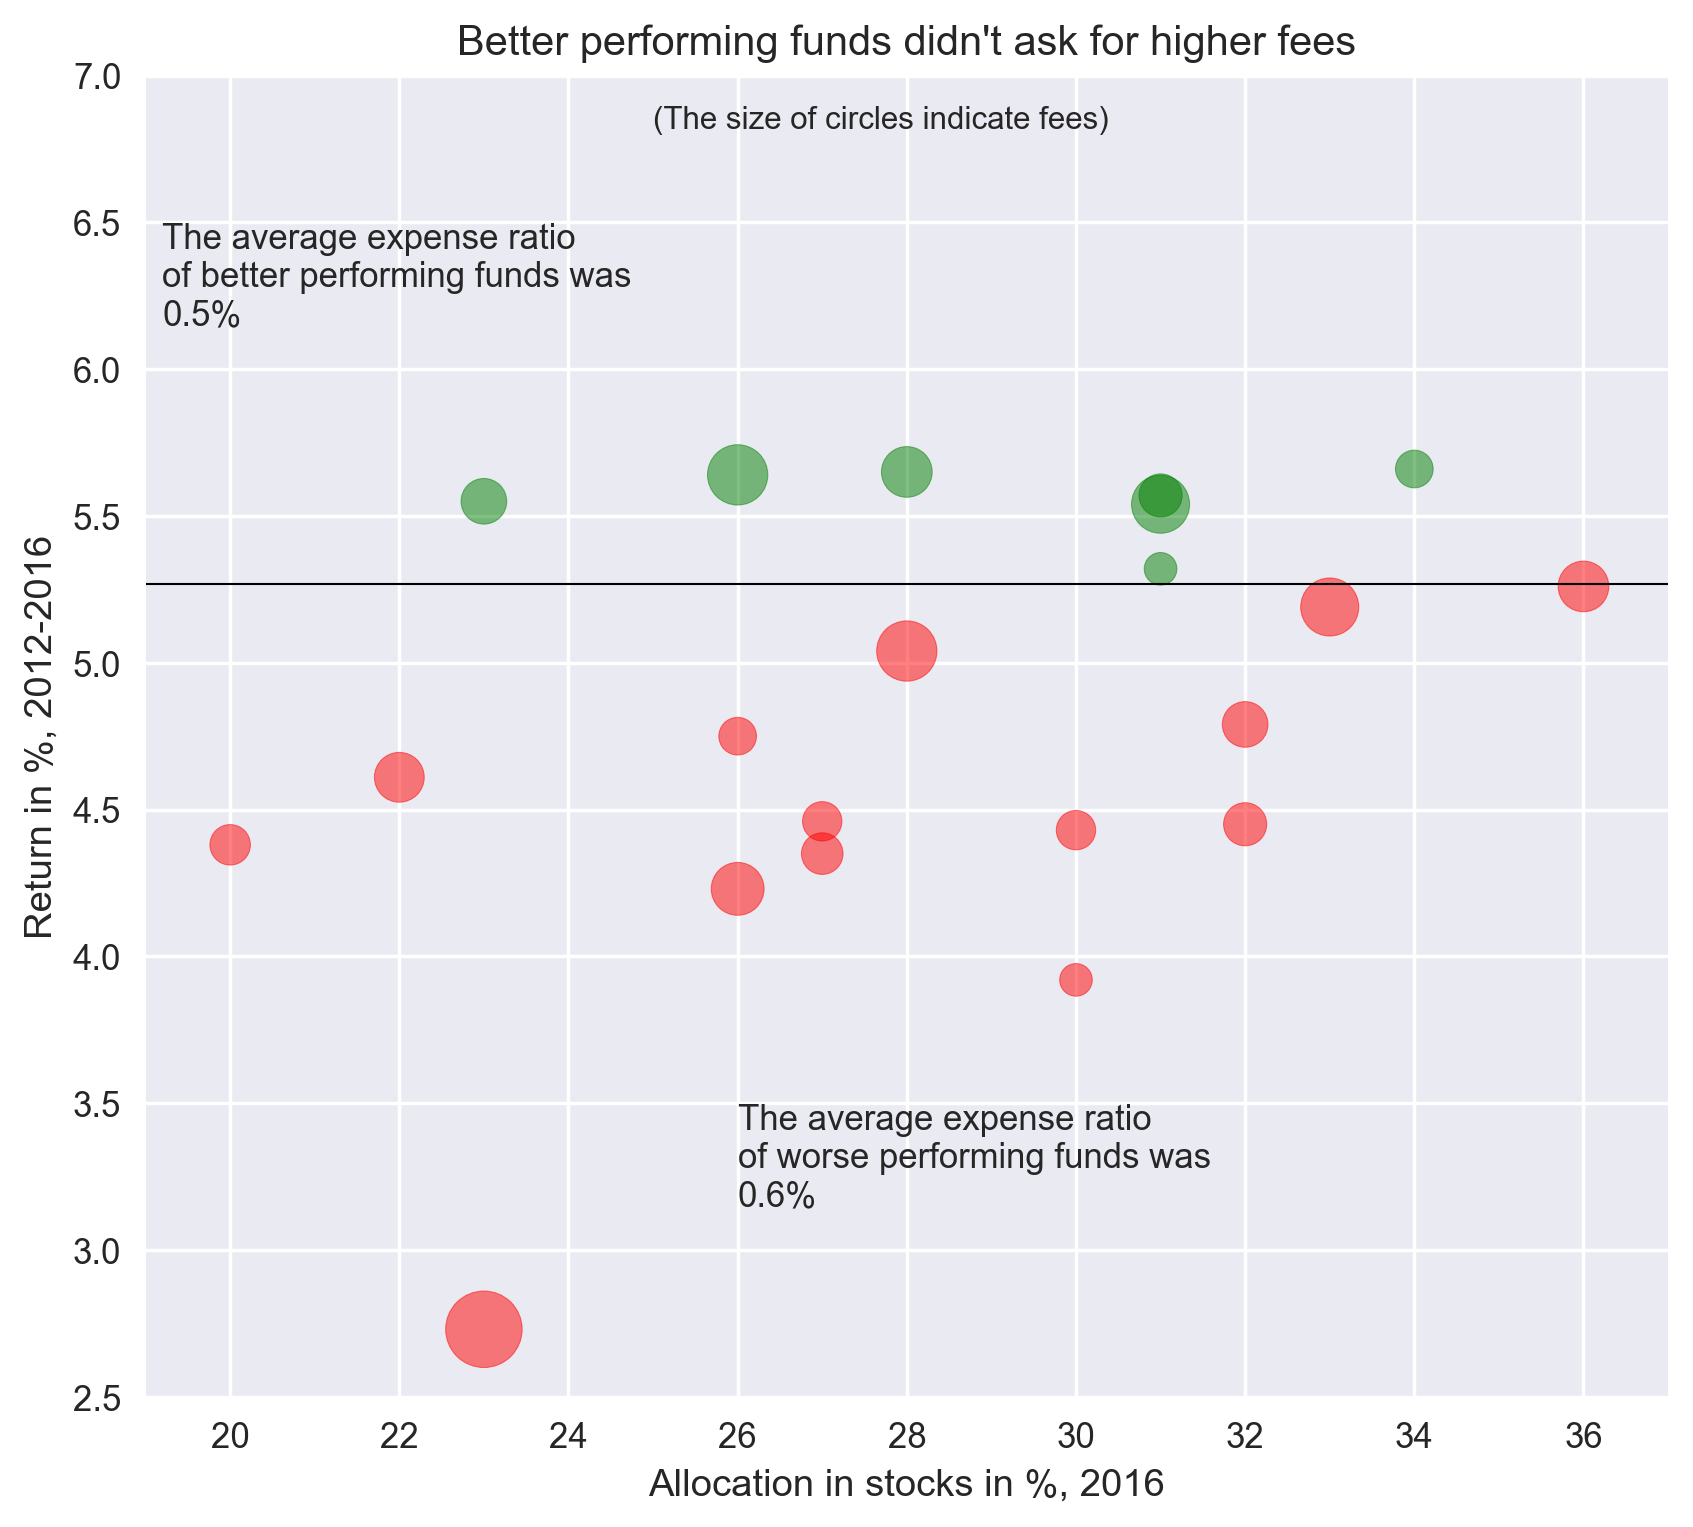 Better performing funds didn't ask for higher fees
(The size of circles indicate fees)
The average expense ratio
of better performing funds was
0.5%
The average expense ratio
of worse performing funds was
0.6%
Return in %, 2012-2016
7.0
6.5
6.0
5.5
5.0
4.5
4.0
3.5
3.0
2.5
20 22 24 26 28 30 32 34 36
Allocation in stocks in %, 2016